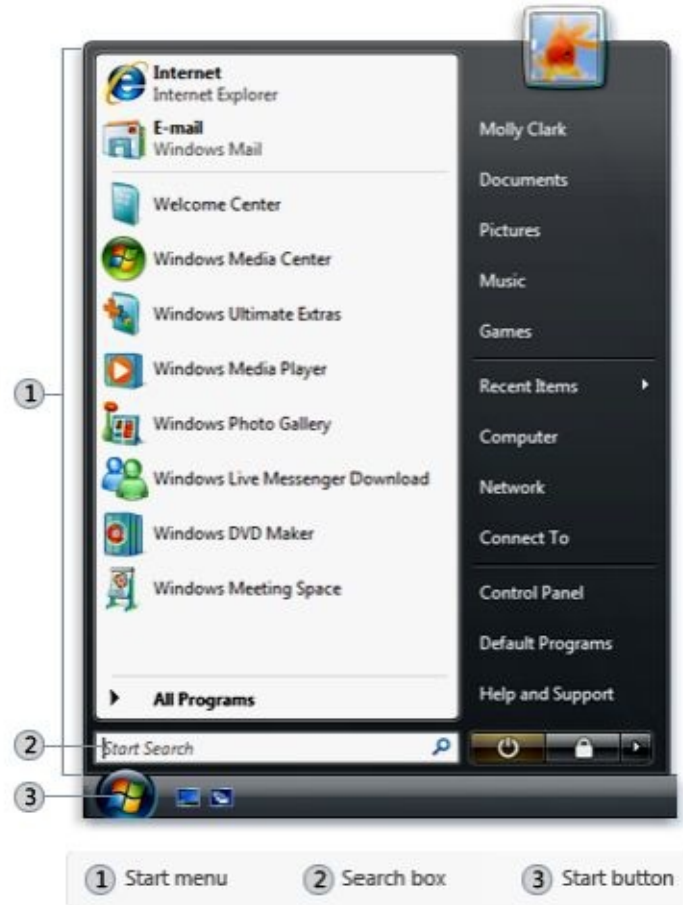 Internet
Internet Explorer
E-mail
Windows Mail
Welcome Center
Windows Media Center
Windows Ultimate Extras
Windows Media Player
Windows Photo Gallery
Windows Live Messenger Download
Windows DVD Maker
Windows Meeting Space
All Programs
Start Search
Molly Clark
Documents
Pictures
Music
Games
Recent Items
Computer
Network
Connect To
Control Panel
Default Programs
Help and Support
1
2
3
1 Start menu 2 Search box 3 Start button